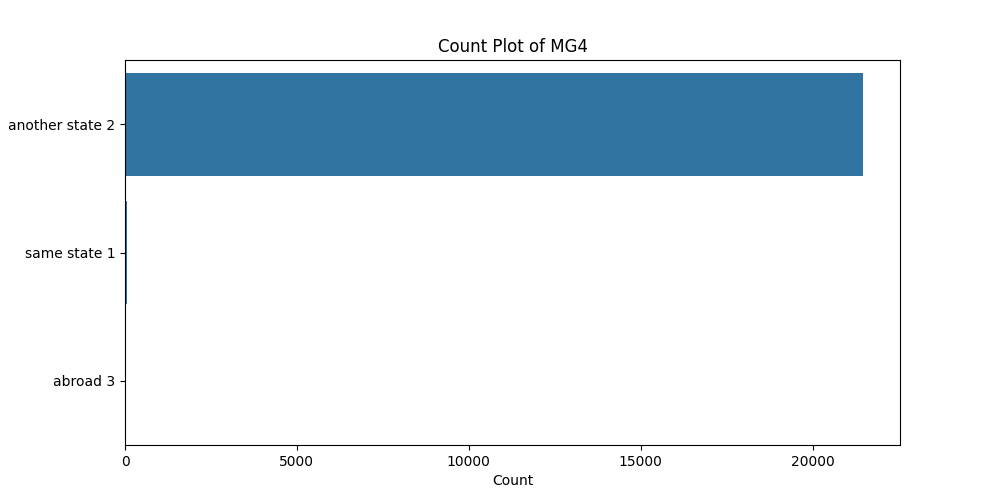 Count Plot of MG4
another state 2
same state 1
abroad 3
0 5000 10000 15000 20000
Count